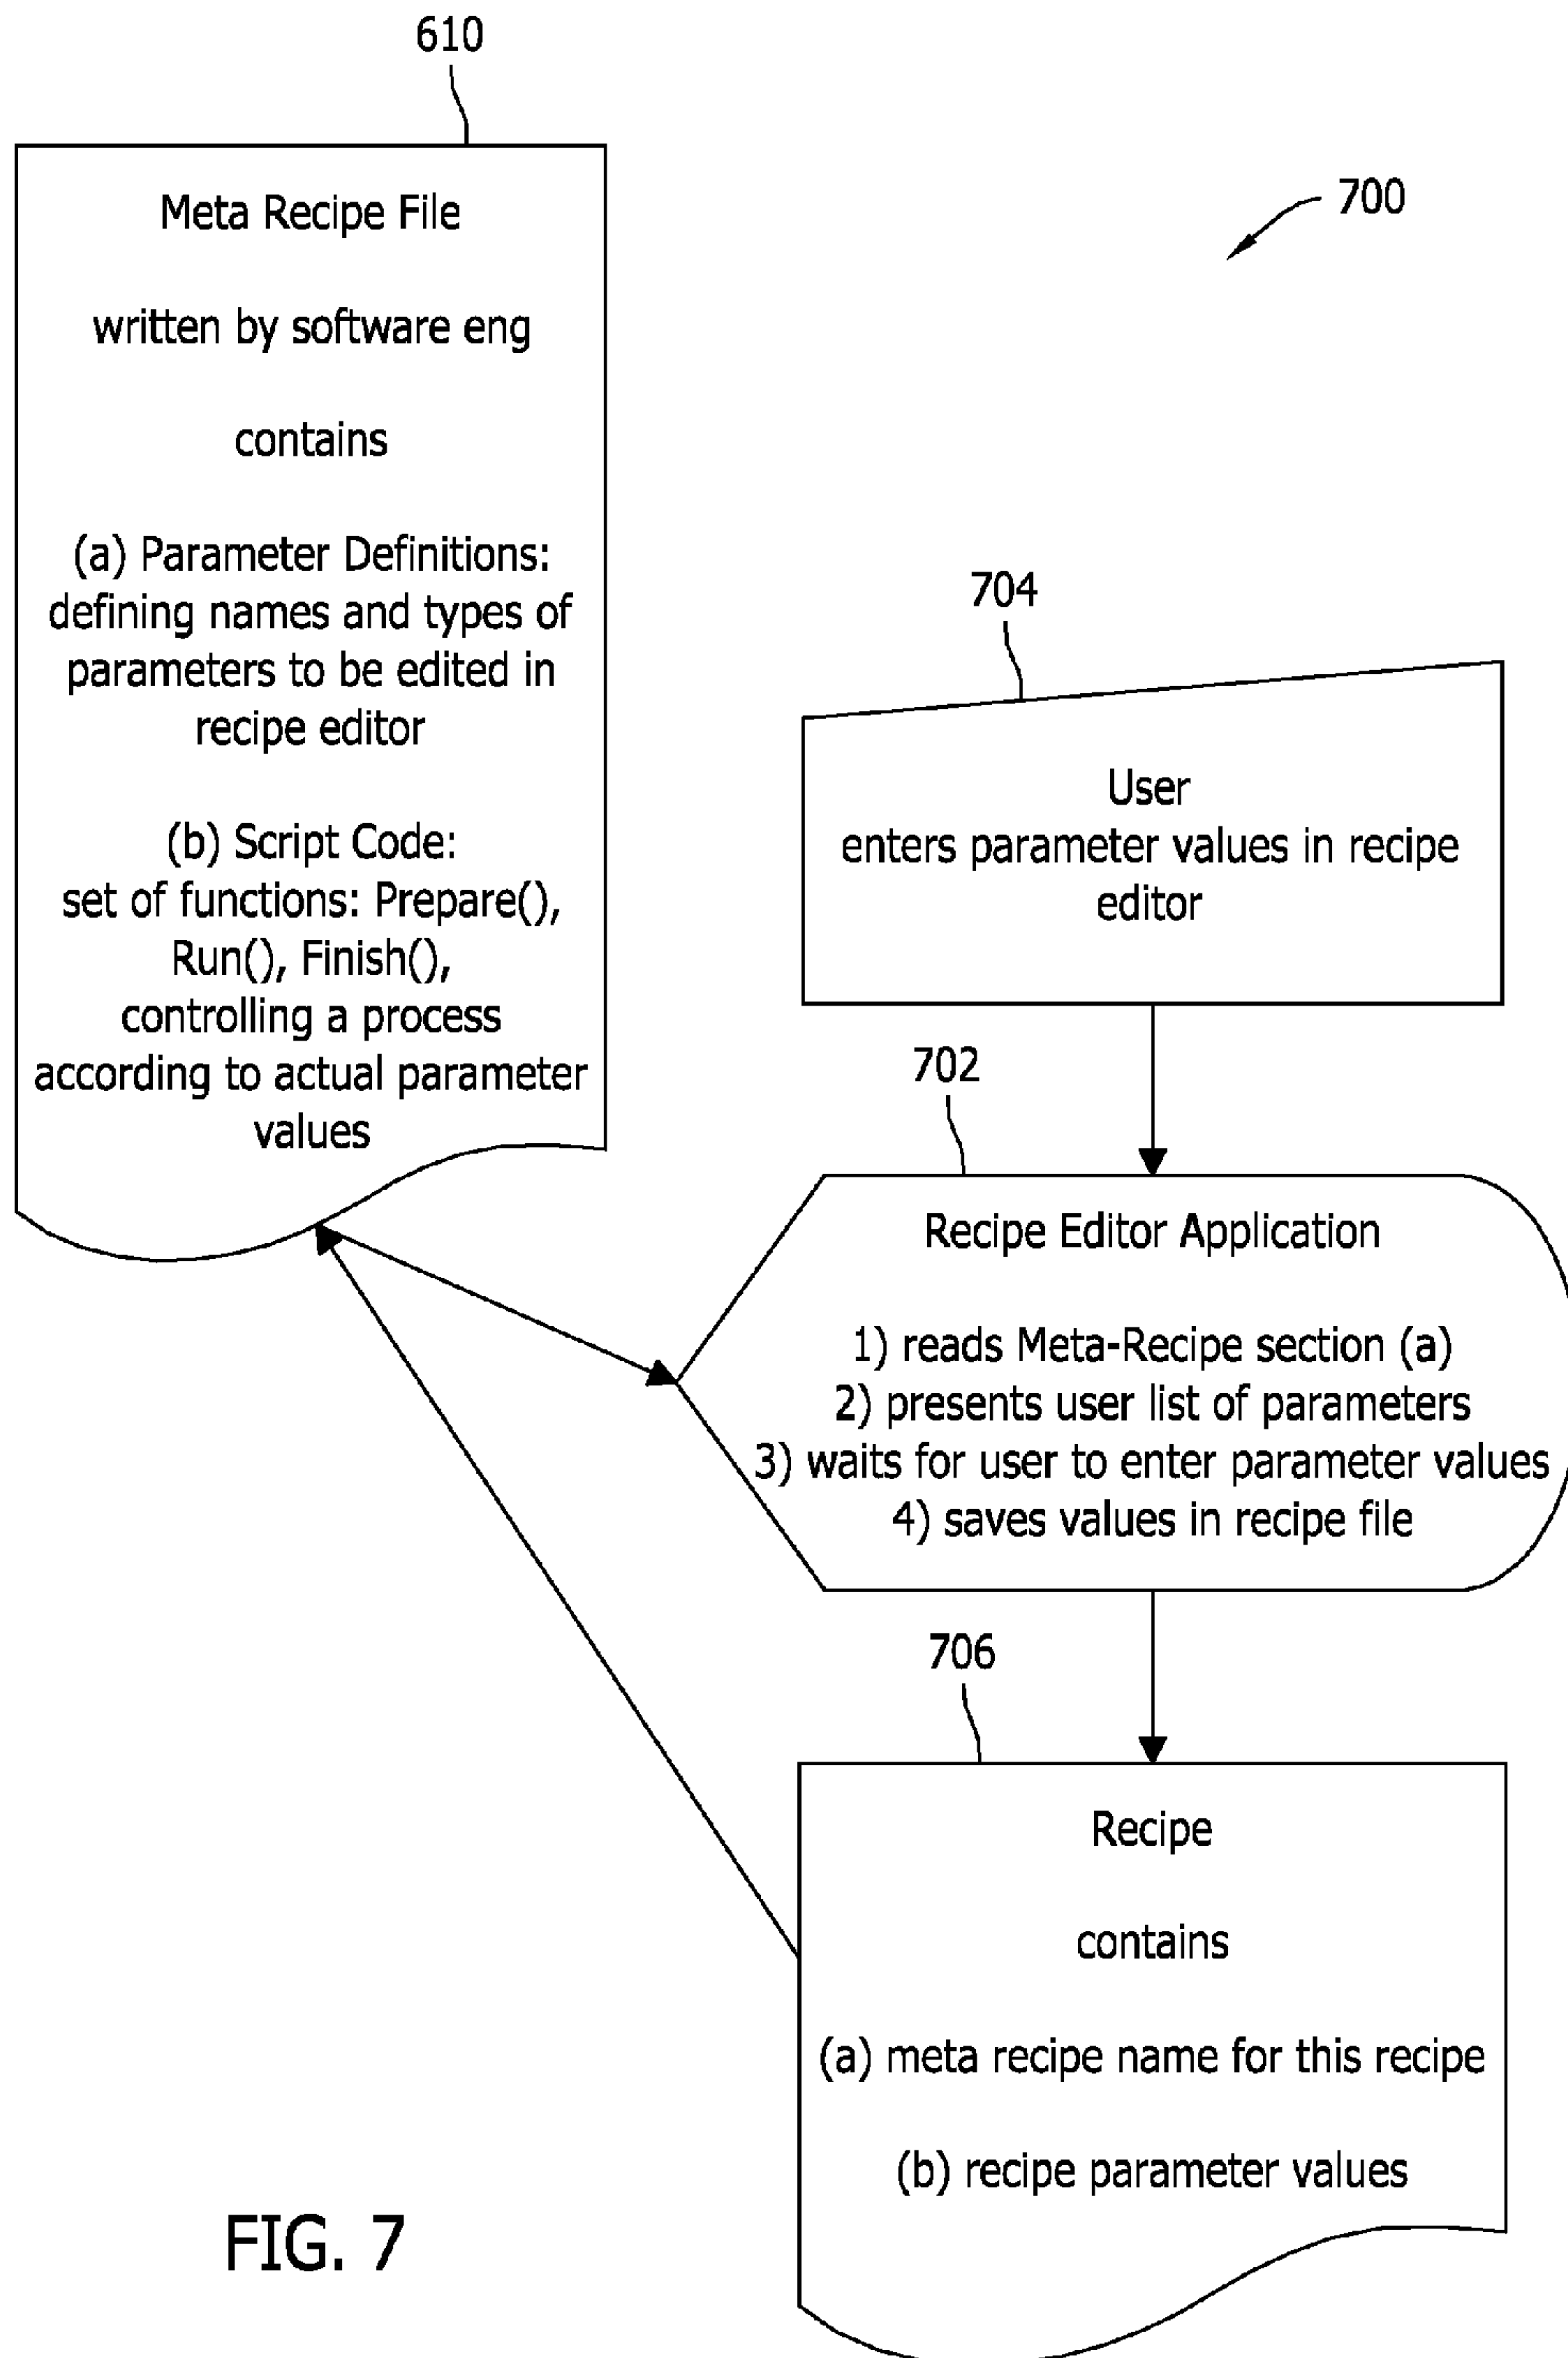 610
Meta Recipe File
written by software eng
contains
(a) Parameter Definitions:
defining names and types of
parameters to be edited in
recipe editor
(b) Script Code:
set of functions: Prepare(),
Run(), Finish(),
controlling a process
according to actual parameter
values
700
704
User
enters parameter values in recipe
editor
702
Recipe Editor Application
1) reads Meta-Recipe section (a)
2) presents user list of parameters
3) waits for user to enter parameter values
4) saves values in recipe file
706
Recipe
contains
(a) meta recipe name for this recipe
(b) recipe parameter values
FIG. 7